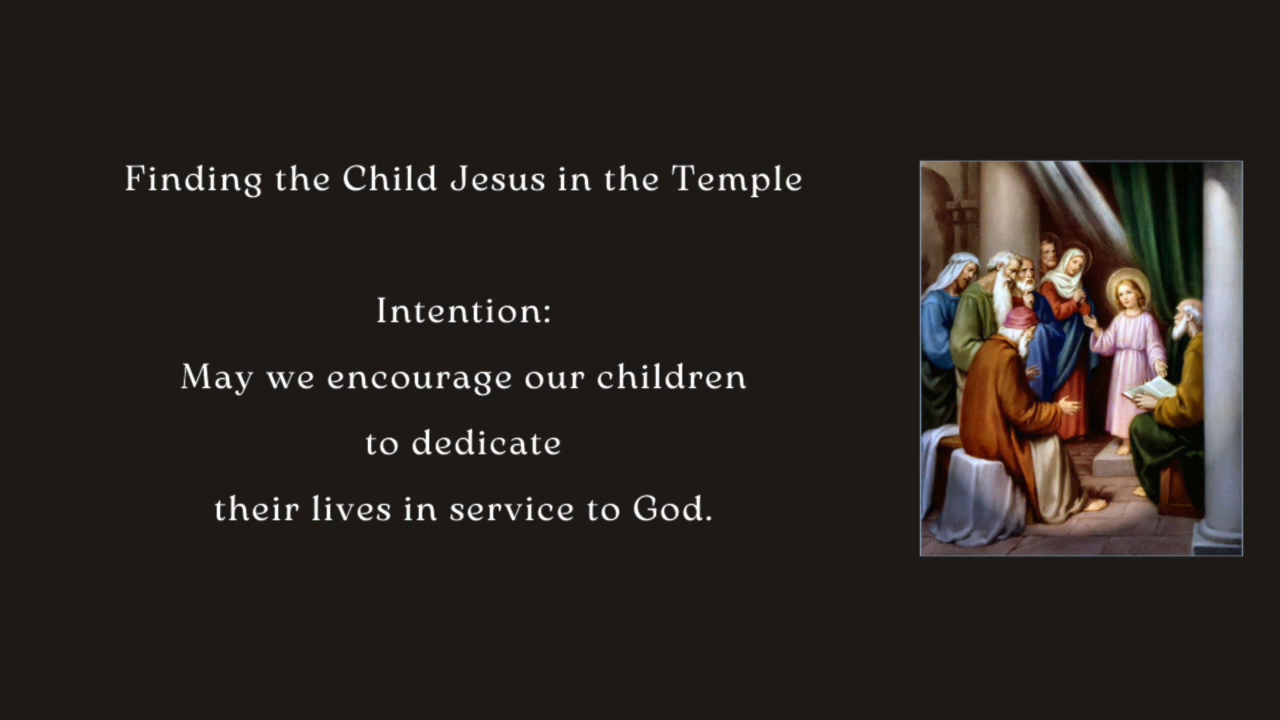 Finding the Child Jesus in the Temple
Intention:
May we encourage our children
to dedicate
their lives in service to God.